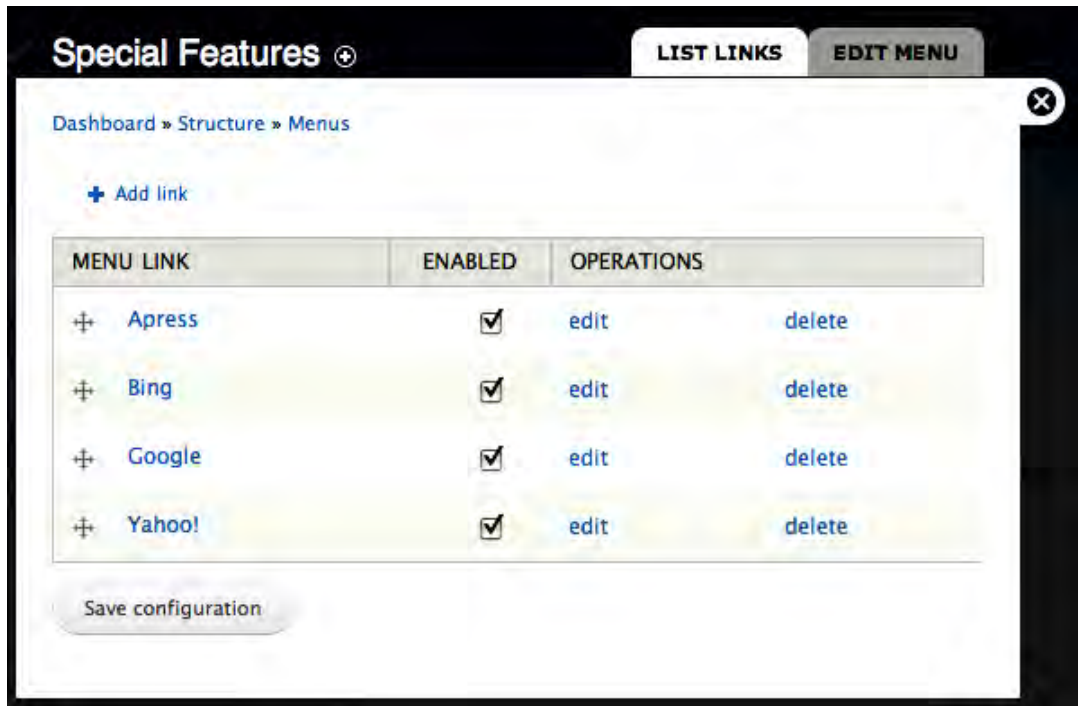 Special Features
LIST LINKS EDIT MENU
Dashboard » Structure » Menus
Add link
MENU LINK ENABLED OPERATIONS
Apress edit delete
Bing edit delete
Google edit delete
Yahoo! edit delete
Save configuration